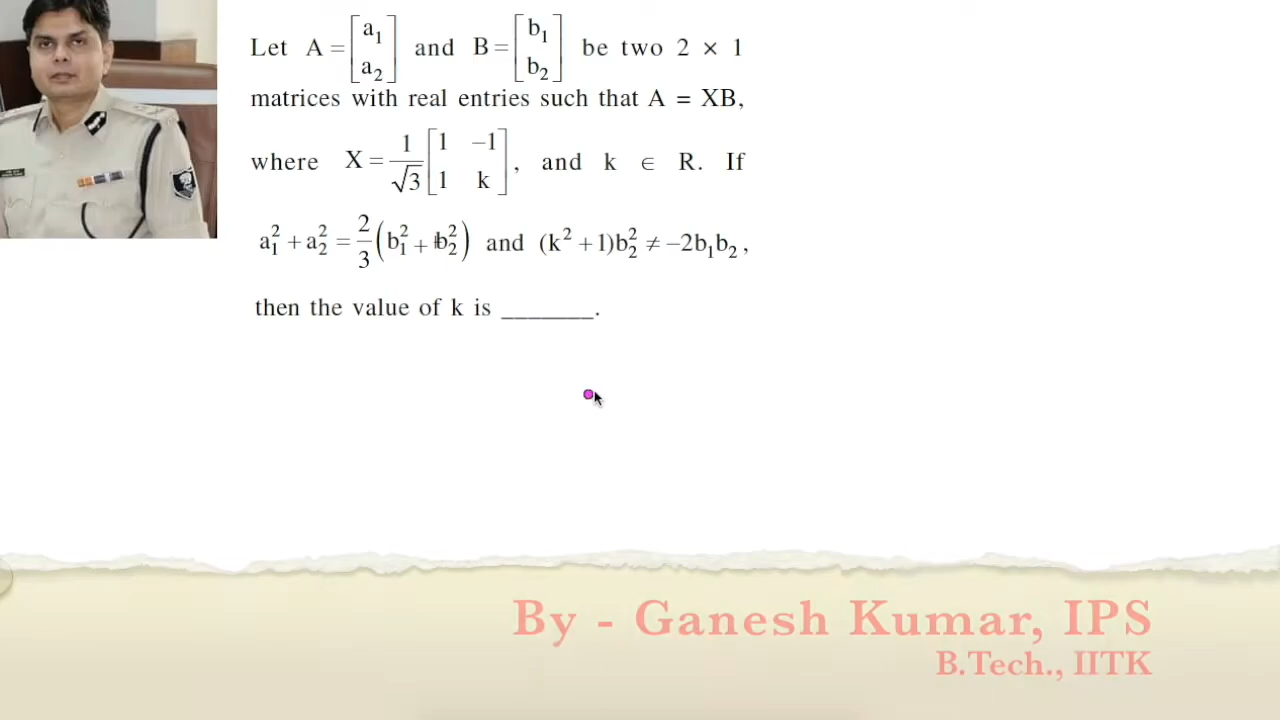 Let A = [a₁ a₂] and B = [b₁ b₂] be two 2 × 1
matrices with real entries such that A = XB,
where X = 1/√3 [1 −1 1 k], and k ∈ R. If
a₁² + a₂² = 2/3 (b₁² + b₂²) and (k² + 1)b₂² ≠ −2b₁b₂,
then the value of k is _______.
By - Ganesh Kumar, IPS
B.Tech., IITK